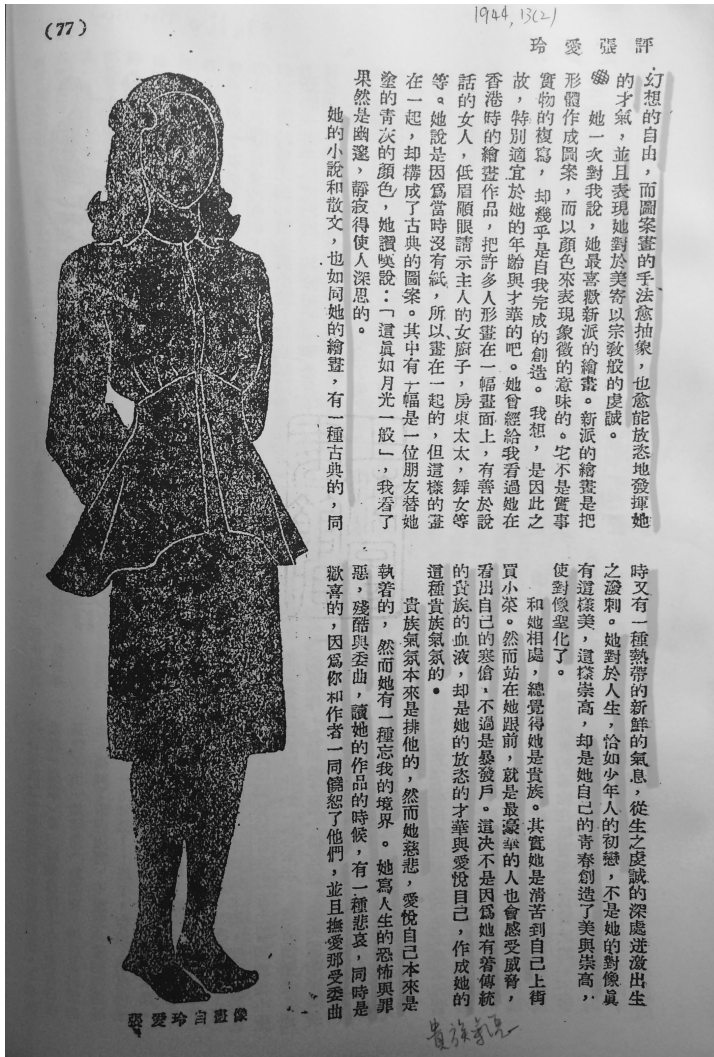 (77)
1944, 13(2)
評張愛玲
幻想的自由，而圖案畫的手法愈抽象，也愈能放恣地發揮她
的才氣，並且表現她對於美寄以宗教般的虔誠。
她一次對我說，她最喜歡新派的繪畫。新派的繪畫是把
形體作成圖案，而以顏色來表現象徵的意味的。它不是實事
實物的複寫，却幾乎是自我完成的創造。我想，是因此之
故，特別適宜於她的年齡與才華的吧。她曾經給我看過她在
香港時的繪畫作品，把許多人形畫在一幅畫面上，有善於說
話的女人，低眉順眼請示主人的女廚子，房東太太，舞女等
等。她說是因爲當時沒有紙，所以畫在一起的，但這樣的畫
在一起，却構成了古典的圖案。其中有一幅是一位朋友替她
塗的青灰的顏色，她讚嘆說：「這眞如月光一般」，我看了
果然是幽邃，靜寂得使人深思的。
她的小說和散文，也如同她的繪畫，有一種古典的，同
時又有一種熱帶的新鮮的氣息，從生之虔誠的深處迸激出生
之潑刺。她對於人生，恰如少年人的初戀，不是她的對像眞
有這樣美，這樣崇高，却是她自己的青春創造了美與崇高，
使對像聖化了。
和她相處，總覺得她是貴族。其實她是清苦到自己上街
買小菜。然而站在她跟前，就是最豪華的人也會感受威脅，
看出自己的寒傖，不過是暴發戶。這决不是因爲她有着傳統
的貴族的血液，却是她的放恣的才華與愛悅自己，作成她的
這種貴族氣氛的。
貴族氣氛本來是排他的，然而她慈悲，愛悅自己本來是
執着的，然而她有一種忘我的境界。她寫人生的恐怖與罪
惡，殘酷與委曲，讀她的作品的時候，有一種悲哀，同時是
歡喜的，因爲你和作者一同饒恕了他們，並且撫愛那受委曲
張愛玲自畫像
貴族氣氛